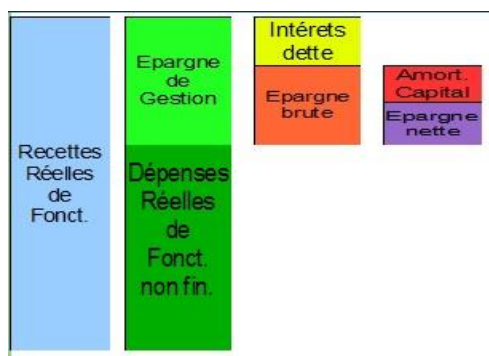 Recettes
Réelles
de
Fonct.
Epargne
de
Gestion
Dépenses
Réelles
de
Fonct.
non fin.
Intérets
dette
Epargne
brute
Amort.
Capital
Epargne
nette